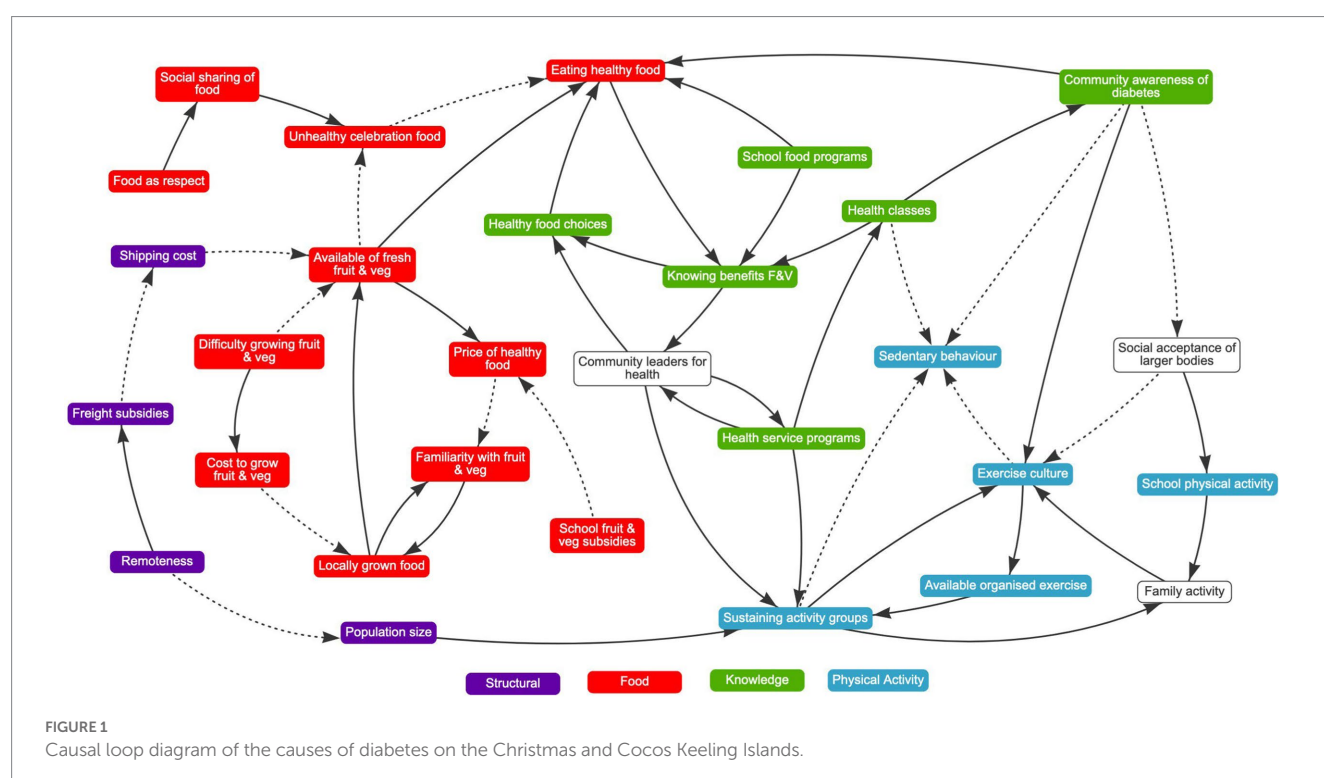 Eating healthy food
Social sharing of
food
Community awareness of
diabetes
Unhealthy celebration food
School food programs
Food as respect
Health classes
Healthy food choices
Shipping cost
Available of fresh
fruit & veg
Knowing benefits F&V
Difficulty growing fruit
& veg
Price of healthy
food
Community leaders for
health
Sedentary behaviour
Social acceptance of
larger bodies
Freight subsidies
Health service programs
Cost to grow
fruit & veg
Familiarity with fruit
& veg
Exercise culture
School physical activity
School fruit &
veg subsidies
Remoteness
Locally grown food
Available organised exercise
Family activity
Sustaining activity groups
Population size
Structural
Food
Knowledge
Physical Activity
FIGURE 1
Causal loop diagram of the causes of diabetes on the Christmas and Cocos Keeling Islands.